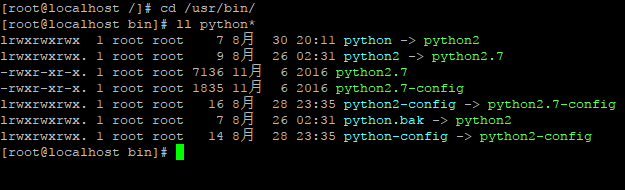 [root@localhost /]# cd /usr/bin/
[root@localhost bin]# ll python*
lrwxrwxrwx  1 root root    7 8月  30 20:11 python -> python2
lrwxrwxrwx. 1 root root    9 8月  26 02:31 python2 -> python2.7
-rwxr-xr-x. 1 root root 7136 11月   6 2016 python2.7
-rwxr-xr-x. 1 root root 1835 11月   6 2016 python2.7-config
lrwxrwxrwx. 1 root root   16 8月  28 23:35 python2-config -> python2.7-config
lrwxrwxrwx. 1 root root    7 8月  26 02:31 python.bak -> python2
lrwxrwxrwx. 1 root root   14 8月  28 23:35 python-config -> python2-config
[root@localhost bin]#